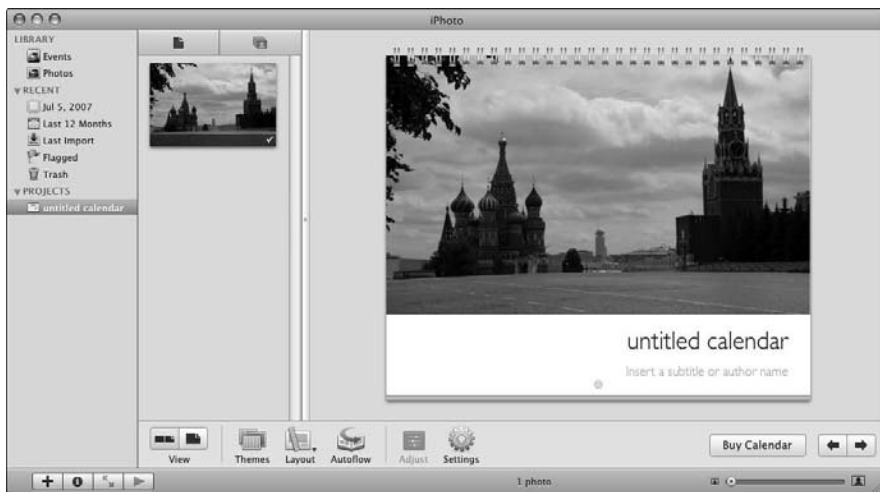 iPhoto
LIBRARY
Events
Photos
RECENT
Jul 5, 2007
Last 12 Months
Last Import
Flagged
Trash
PROJECTS
untitled calendar
untitled calendar
Insert a subtitle or author name
View
Themes
Layout
Autoflow
Adjust
Settings
Buy Calendar
1 photo